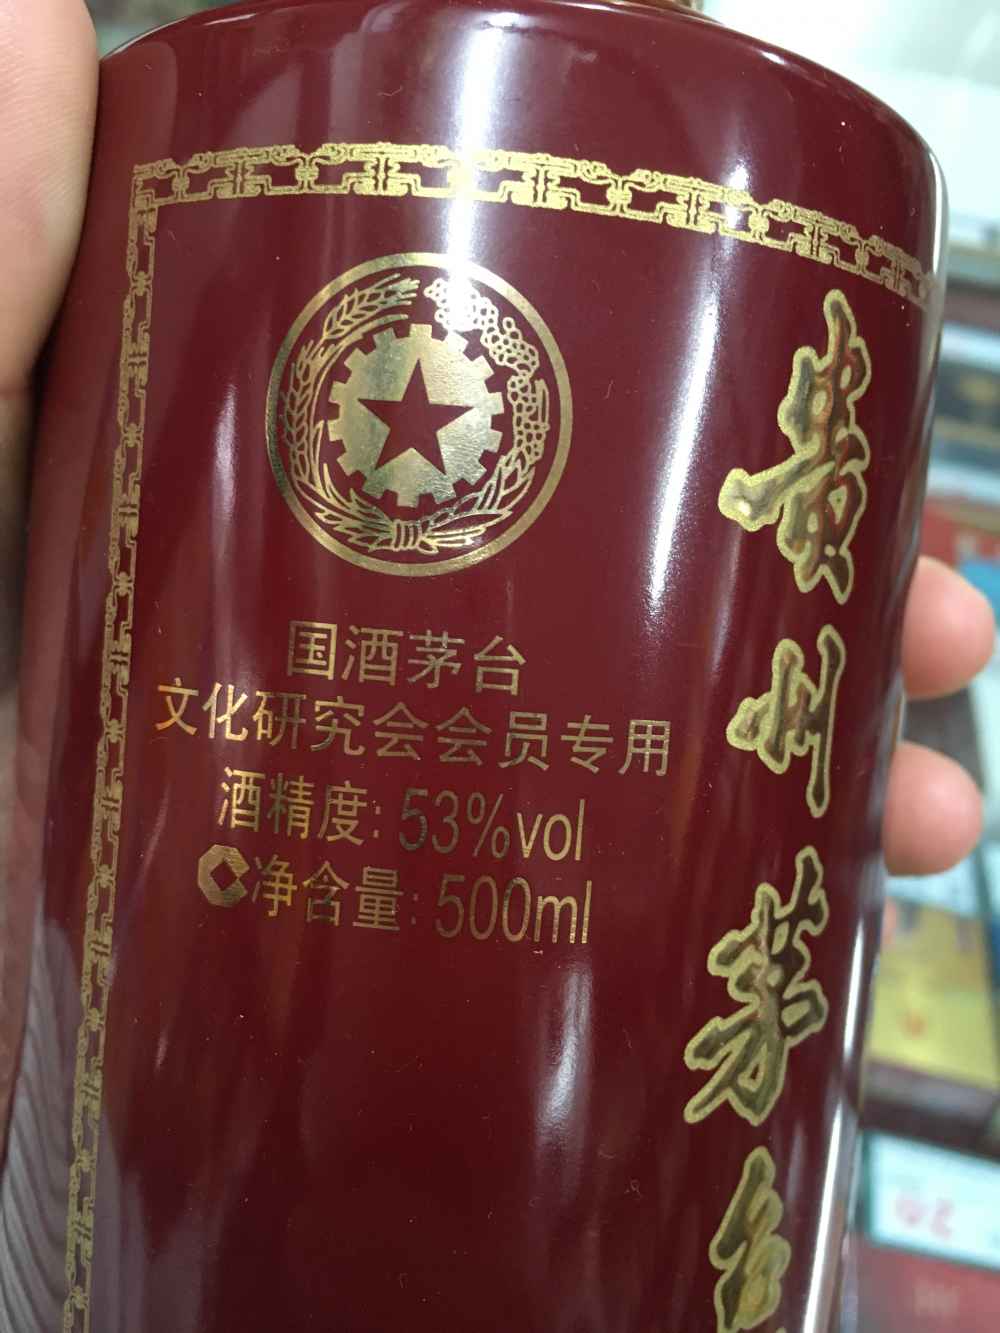 国酒茅台
文化研究会会员专用
酒精度: 53%vol
净含量: 500ml
贵州茅台